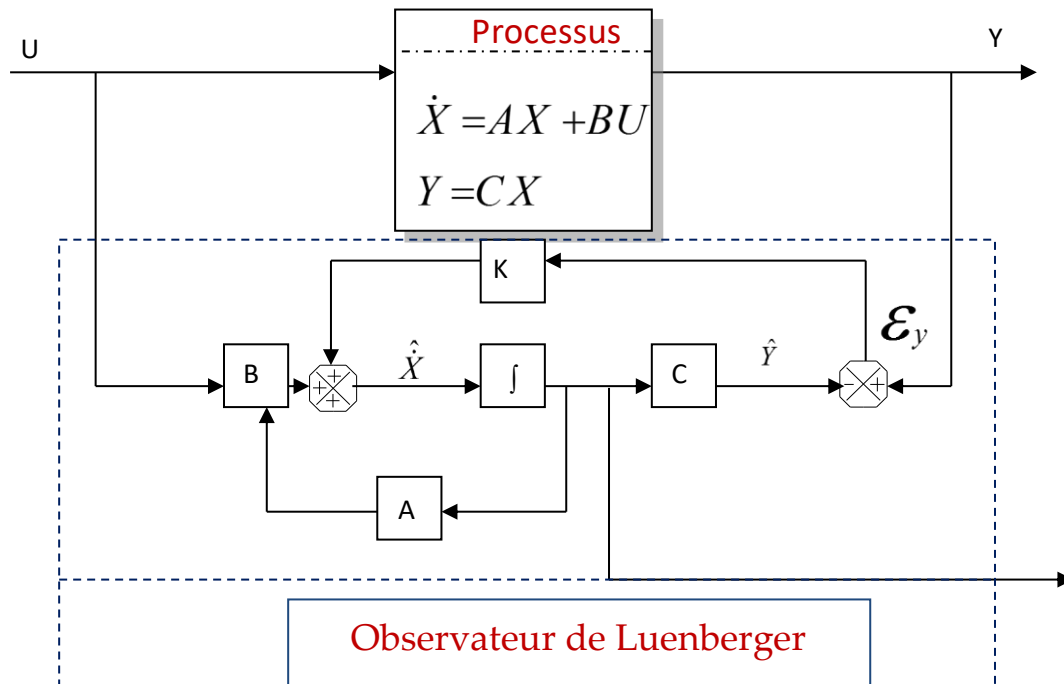 Processus
U
Y
Ẋ = AX + BU
Y = CX
K
ε_y
B
+ + +
X̂̇
∫
C
Ŷ
- +
A
Observateur de Luenberger